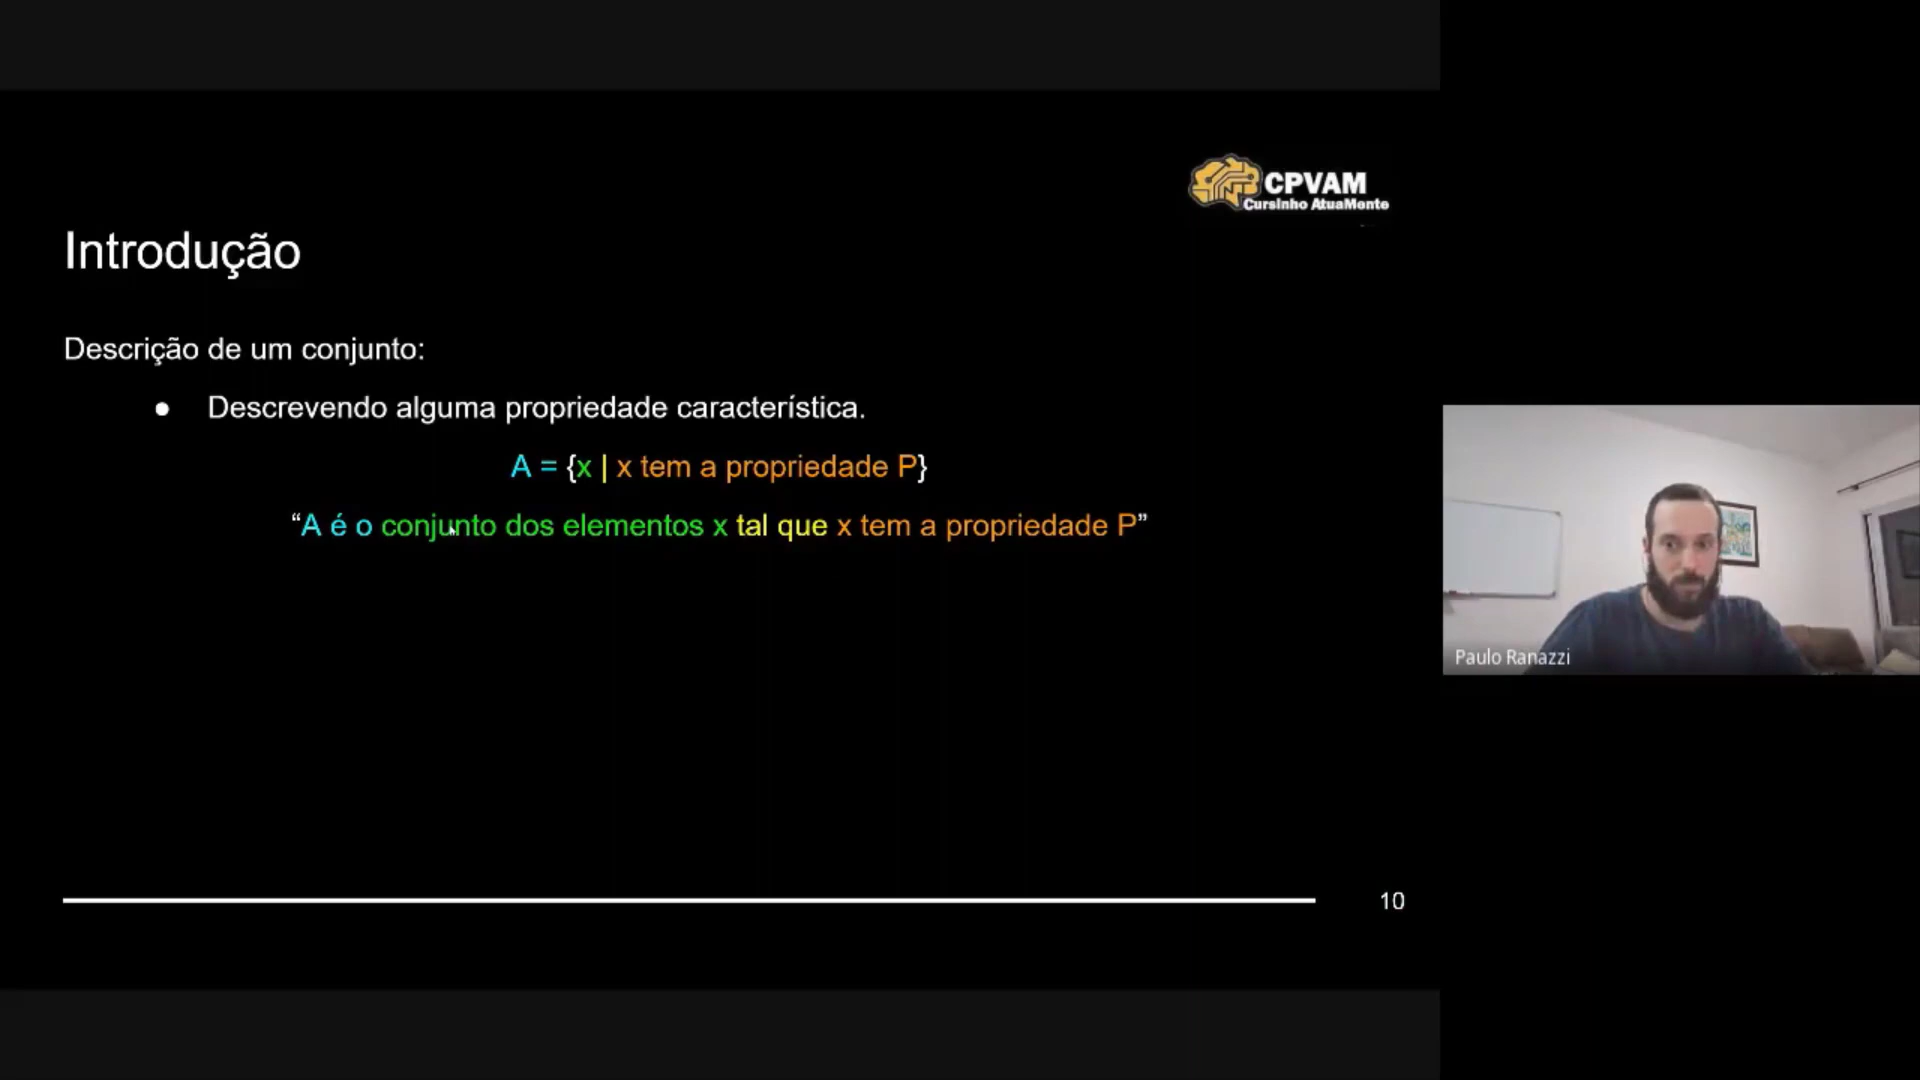 CPVAM
Cursinho AtuaMente
Introdução
Descrição de um conjunto:
● Descrevendo alguma propriedade característica.
A = {x | x tem a propriedade P}
“A é o conjunto dos elementos x tal que x tem a propriedade P”
Paulo Ranazzi
10